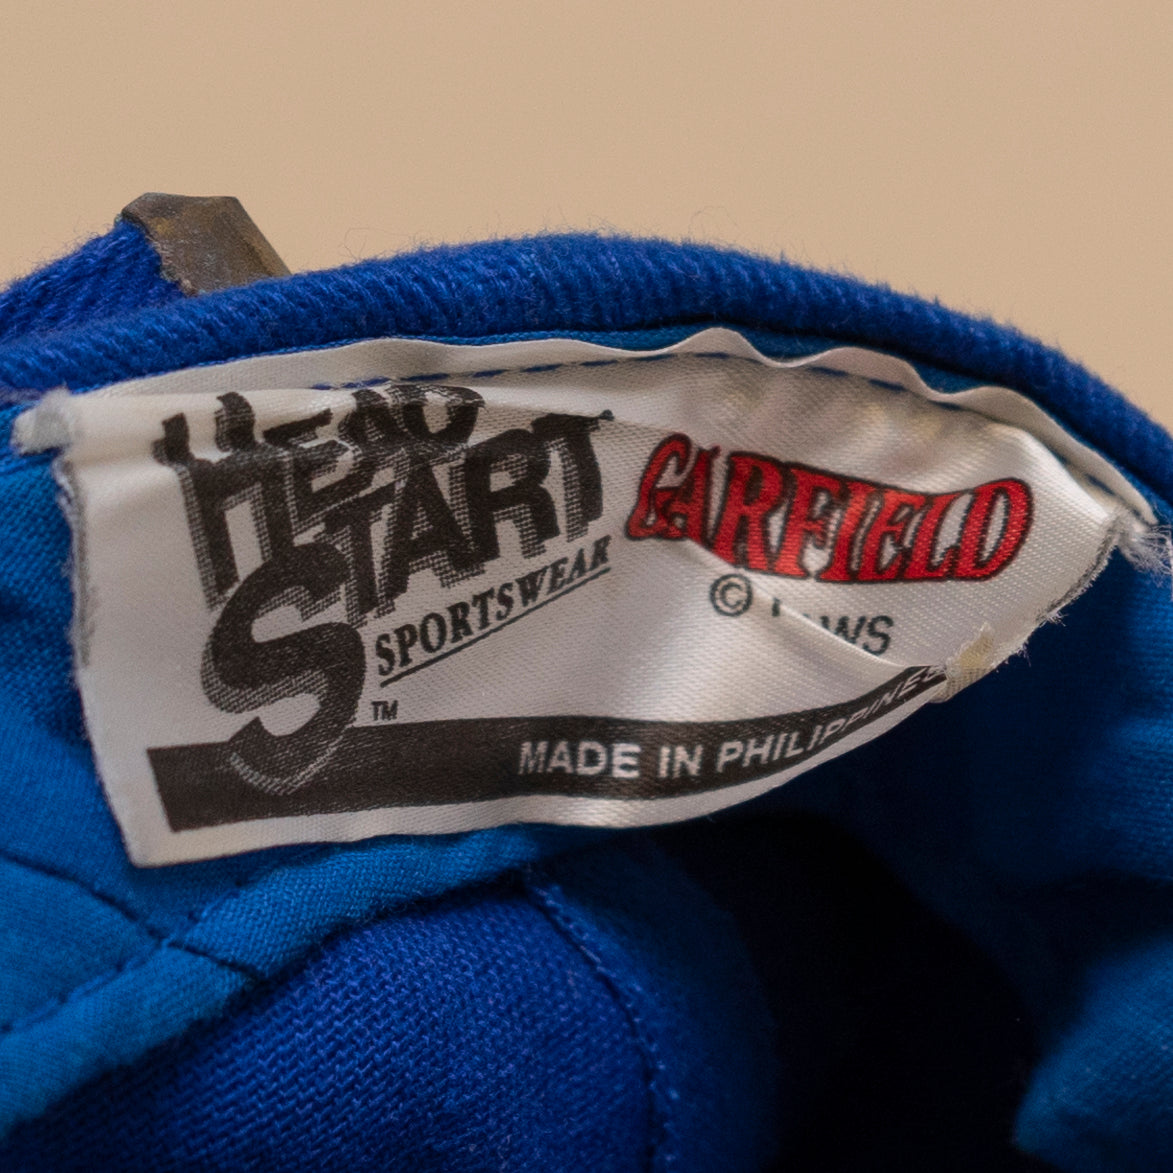 HEAD
START
SPORTSWEAR
TM
GARFIELD
©
MADE IN PHILIPPINES